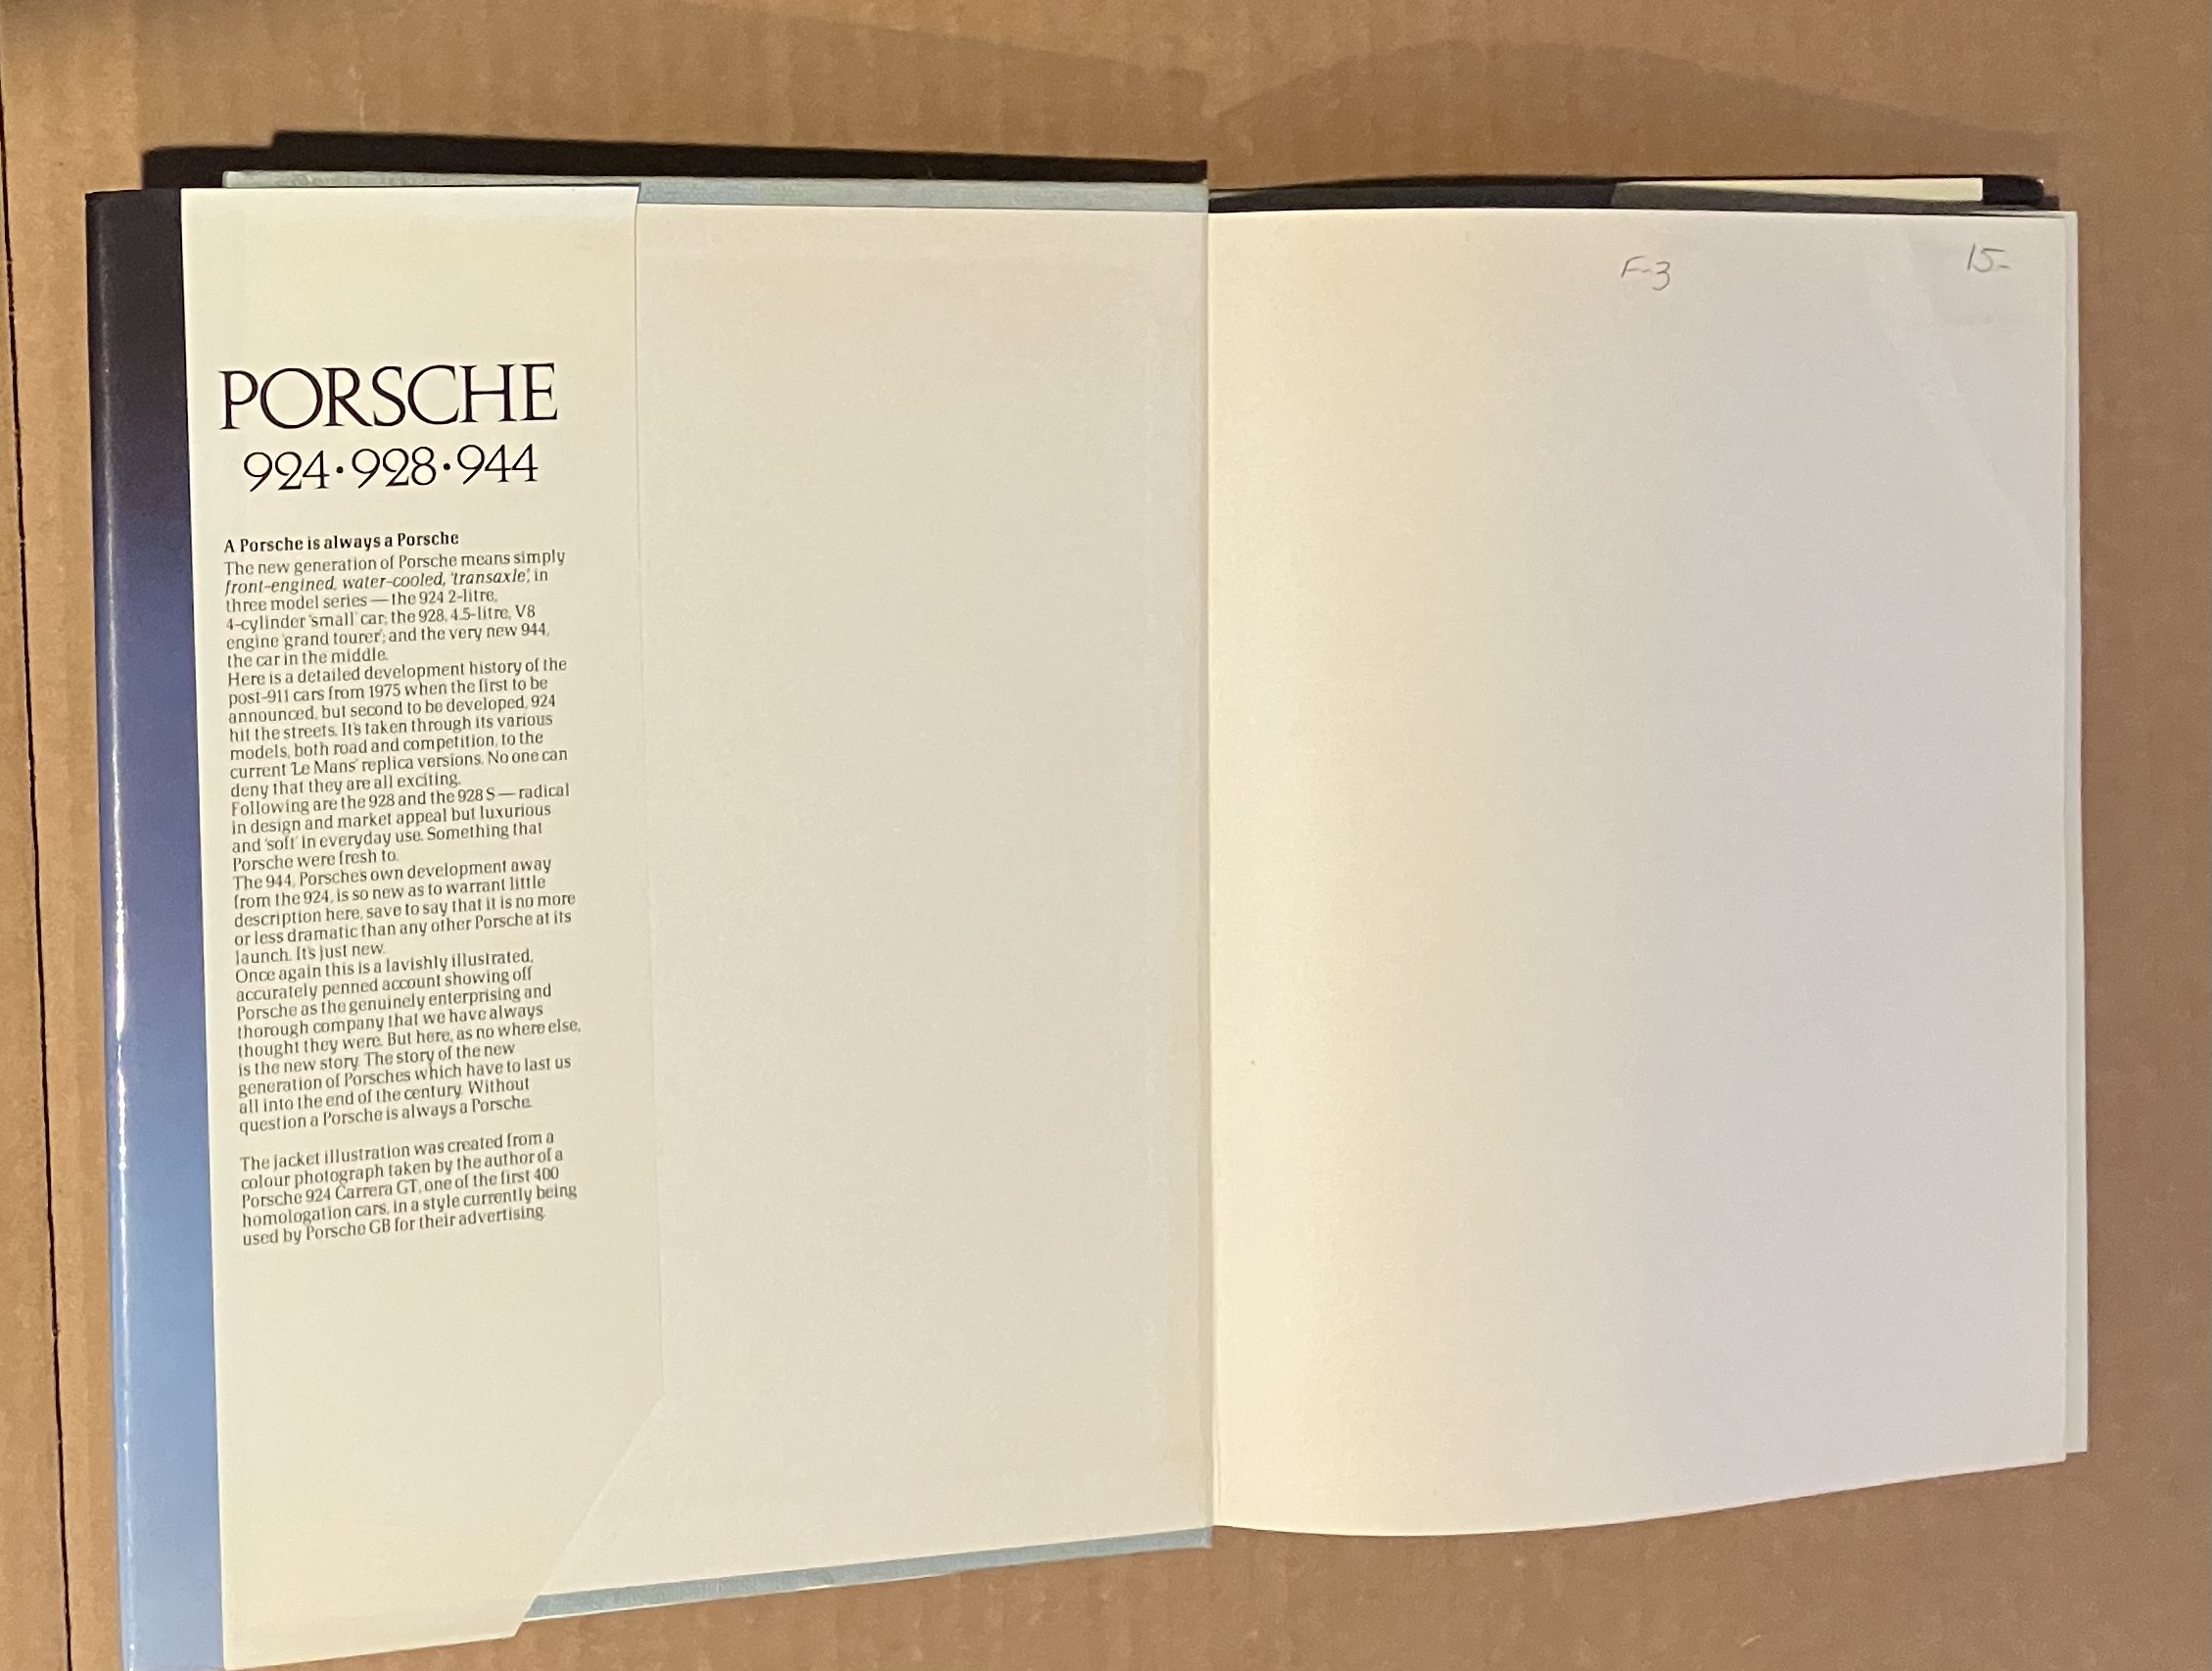 PORSCHE
924·928·944
A Porsche is always a Porsche
The new generation of Porsche means simply
front-engined, water-cooled, 'transaxle', in
three model series — the 924 2-litre,
4-cylinder 'small' car; the 928, 4.5-litre, V8
engine 'grand tourer'; and the very new 944,
the car in the middle.
Here is a detailed development history of the
post-911 cars from 1975 when the first to be
announced, but second to be developed, 924
hit the streets. It's taken through its various
models, both road and competition, to the
current 'Le Mans' replica versions. No one can
deny that they are all exciting.
Following are the 928 and the 928 S — radical
in design and market appeal but luxurious
and 'soft' in everyday use. Something that
Porsche were fresh to.
The 944, Porsche's own development away
from the 924, is so new as to warrant little
description here, save to say that it is no more
or less dramatic than any other Porsche at its
launch. It's just new.
Once again this is a lavishly illustrated,
accurately penned account showing off
Porsche as the genuinely enterprising and
thorough company that we have always
thought they were. But here, as no where else,
is the new story. The story of the new
generation of Porsches which have to last us
all into the end of the century. Without
question a Porsche is always a Porsche.
The jacket illustration was created from a
colour photograph taken by the author of a
Porsche 924 Carrera GT, one of the first 400
homologation cars, in a style currently being
used by Porsche GB for their advertising.
F-3
15-